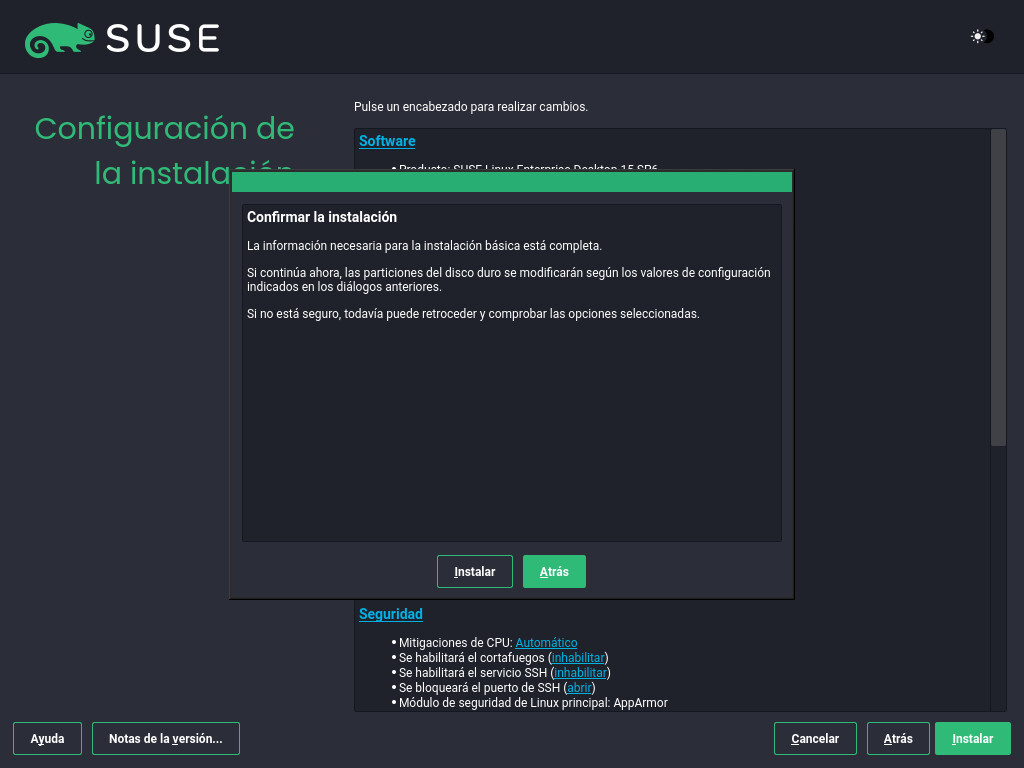 SUSE
Configuración de
la instalación
Pulse un encabezado para realizar cambios.
Software
• Producto: SUSE Linux Enterprise Desktop 15 SP6
Confirmar la instalación
La información necesaria para la instalación básica está completa.
Si continúa ahora, las particiones del disco duro se modificarán según los valores de configuración
indicados en los diálogos anteriores.
Si no está seguro, todavía puede retroceder y comprobar las opciones seleccionadas.
Instalar
Atrás
Seguridad
• Mitigaciones de CPU: Automático
• Se habilitará el cortafuegos (inhabilitar)
• Se habilitará el servicio SSH (inhabilitar)
• Se bloqueará el puerto de SSH (abrir)
• Módulo de seguridad de Linux principal: AppArmor
Ayuda
Notas de la versión...
Cancelar
Atrás
Instalar